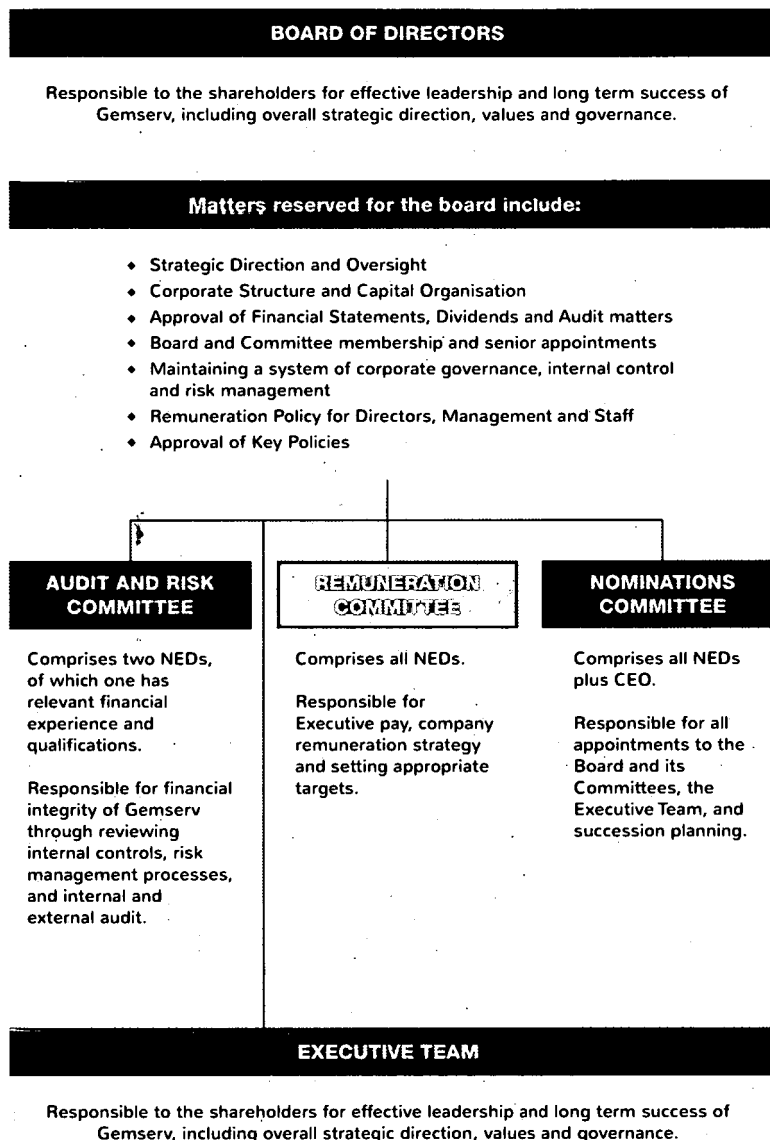 BOARD OF DIRECTORS
Responsible to the shareholders for effective leadership and long term success of
Gemserv, including overall strategic direction, values and governance.
Matters reserved for the board include:
◆ Strategic Direction and Oversight
◆ Corporate Structure and Capital Organisation
◆ Approval of Financial Statements, Dividends and Audit matters
◆ Board and Committee membership and senior appointments
◆ Maintaining a system of corporate governance, internal control
and risk management
◆ Remuneration Policy for Directors, Management and Staff
◆ Approval of Key Policies
AUDIT AND RISK
COMMITTEE
Comprises two NEDs,
of which one has
relevant financial
experience and
qualifications.
Responsible for financial
integrity of Gemserv
through reviewing
internal controls, risk
management processes,
and internal and
external audit.
REMUNERATION
COMMITTEE
Comprises all NEDs.
Responsible for
Executive pay, company
remuneration strategy
and setting appropriate
targets.
NOMINATIONS
COMMITTEE
Comprises all NEDs
plus CEO.
Responsible for all
appointments to the
Board and its
Committees, the
Executive Team, and
succession planning.
EXECUTIVE TEAM
Responsible to the shareholders for effective leadership and long term success of
Gemserv, including overall strategic direction, values and governance.